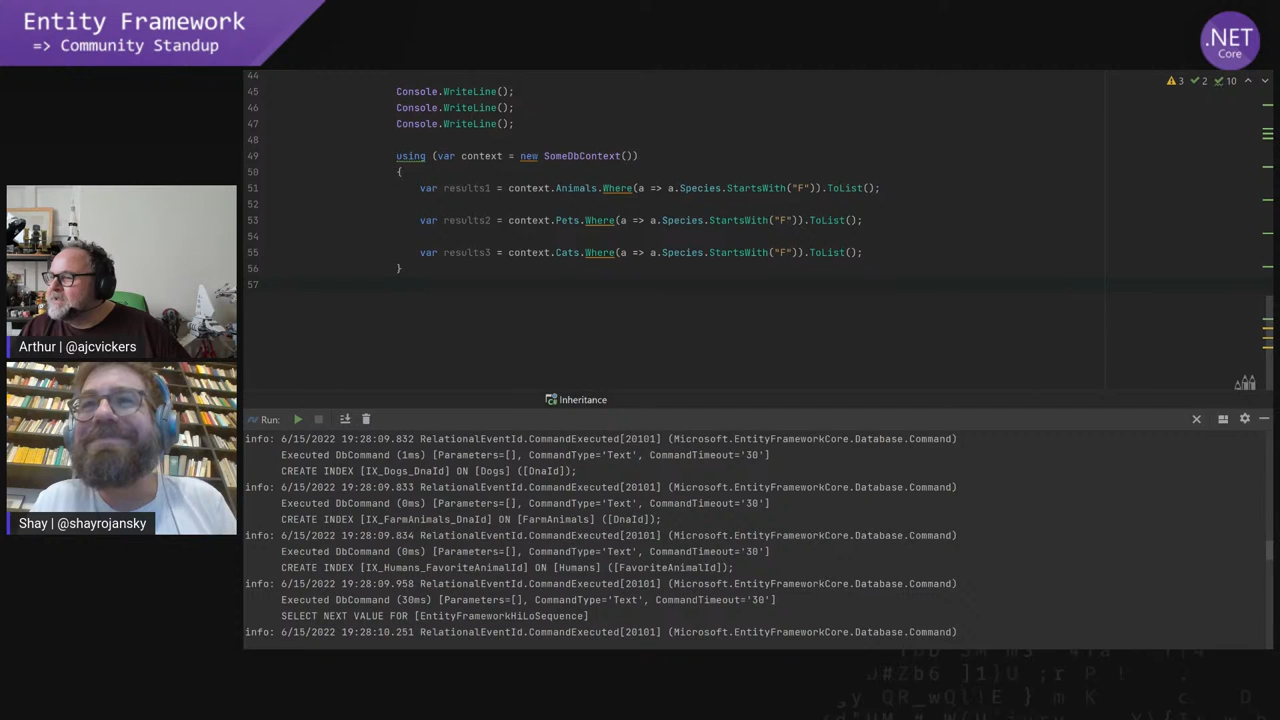 Entity Framework
=> Community Standup
.NET
Core
3 2 10
44
45 Console.WriteLine();
46 Console.WriteLine();
47 Console.WriteLine();
48
49 using (var context = new SomeDbContext())
50 {
51 var results1 = context.Animals.Where(a => a.Species.StartsWith("F")).ToList();
52
53 var results2 = context.Pets.Where(a => a.Species.StartsWith("F")).ToList();
54
55 var results3 = context.Cats.Where(a => a.Species.StartsWith("F")).ToList();
56 }
57
Arthur | @ajcvickers
Shay | @shayrojansky
Run: Inheritance
info: 6/15/2022 19:28:09.832 RelationalEventId.CommandExecuted[20101] (Microsoft.EntityFrameworkCore.Database.Command)
Executed DbCommand (1ms) [Parameters=[], CommandType='Text', CommandTimeout='30']
CREATE INDEX [IX_Dogs_DnaId] ON [Dogs] ([DnaId]);
info: 6/15/2022 19:28:09.833 RelationalEventId.CommandExecuted[20101] (Microsoft.EntityFrameworkCore.Database.Command)
Executed DbCommand (0ms) [Parameters=[], CommandType='Text', CommandTimeout='30']
CREATE INDEX [IX_FarmAnimals_DnaId] ON [FarmAnimals] ([DnaId]);
info: 6/15/2022 19:28:09.834 RelationalEventId.CommandExecuted[20101] (Microsoft.EntityFrameworkCore.Database.Command)
Executed DbCommand (0ms) [Parameters=[], CommandType='Text', CommandTimeout='30']
CREATE INDEX [IX_Humans_FavoriteAnimalId] ON [Humans] ([FavoriteAnimalId]);
info: 6/15/2022 19:28:09.958 RelationalEventId.CommandExecuted[20101] (Microsoft.EntityFrameworkCore.Database.Command)
Executed DbCommand (30ms) [Parameters=[], CommandType='Text', CommandTimeout='30']
SELECT NEXT VALUE FOR [EntityFrameworkHiLoSequence]
info: 6/15/2022 19:28:10.251 RelationalEventId.CommandExecuted[20101] (Microsoft.EntityFrameworkCore.Database.Command)